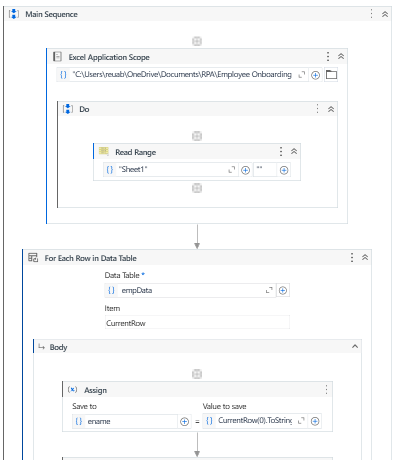 Main Sequence
Excel Application Scope
"C:\Users\reuab\OneDrive\Documents\RPA\Employee Onboarding
Do
Read Range
"Sheet1" ""
For Each Row in Data Table
Data Table *
empData
Item
CurrentRow
Body
(x) Assign
Save to Value to save
ename = CurrentRow(0).ToString